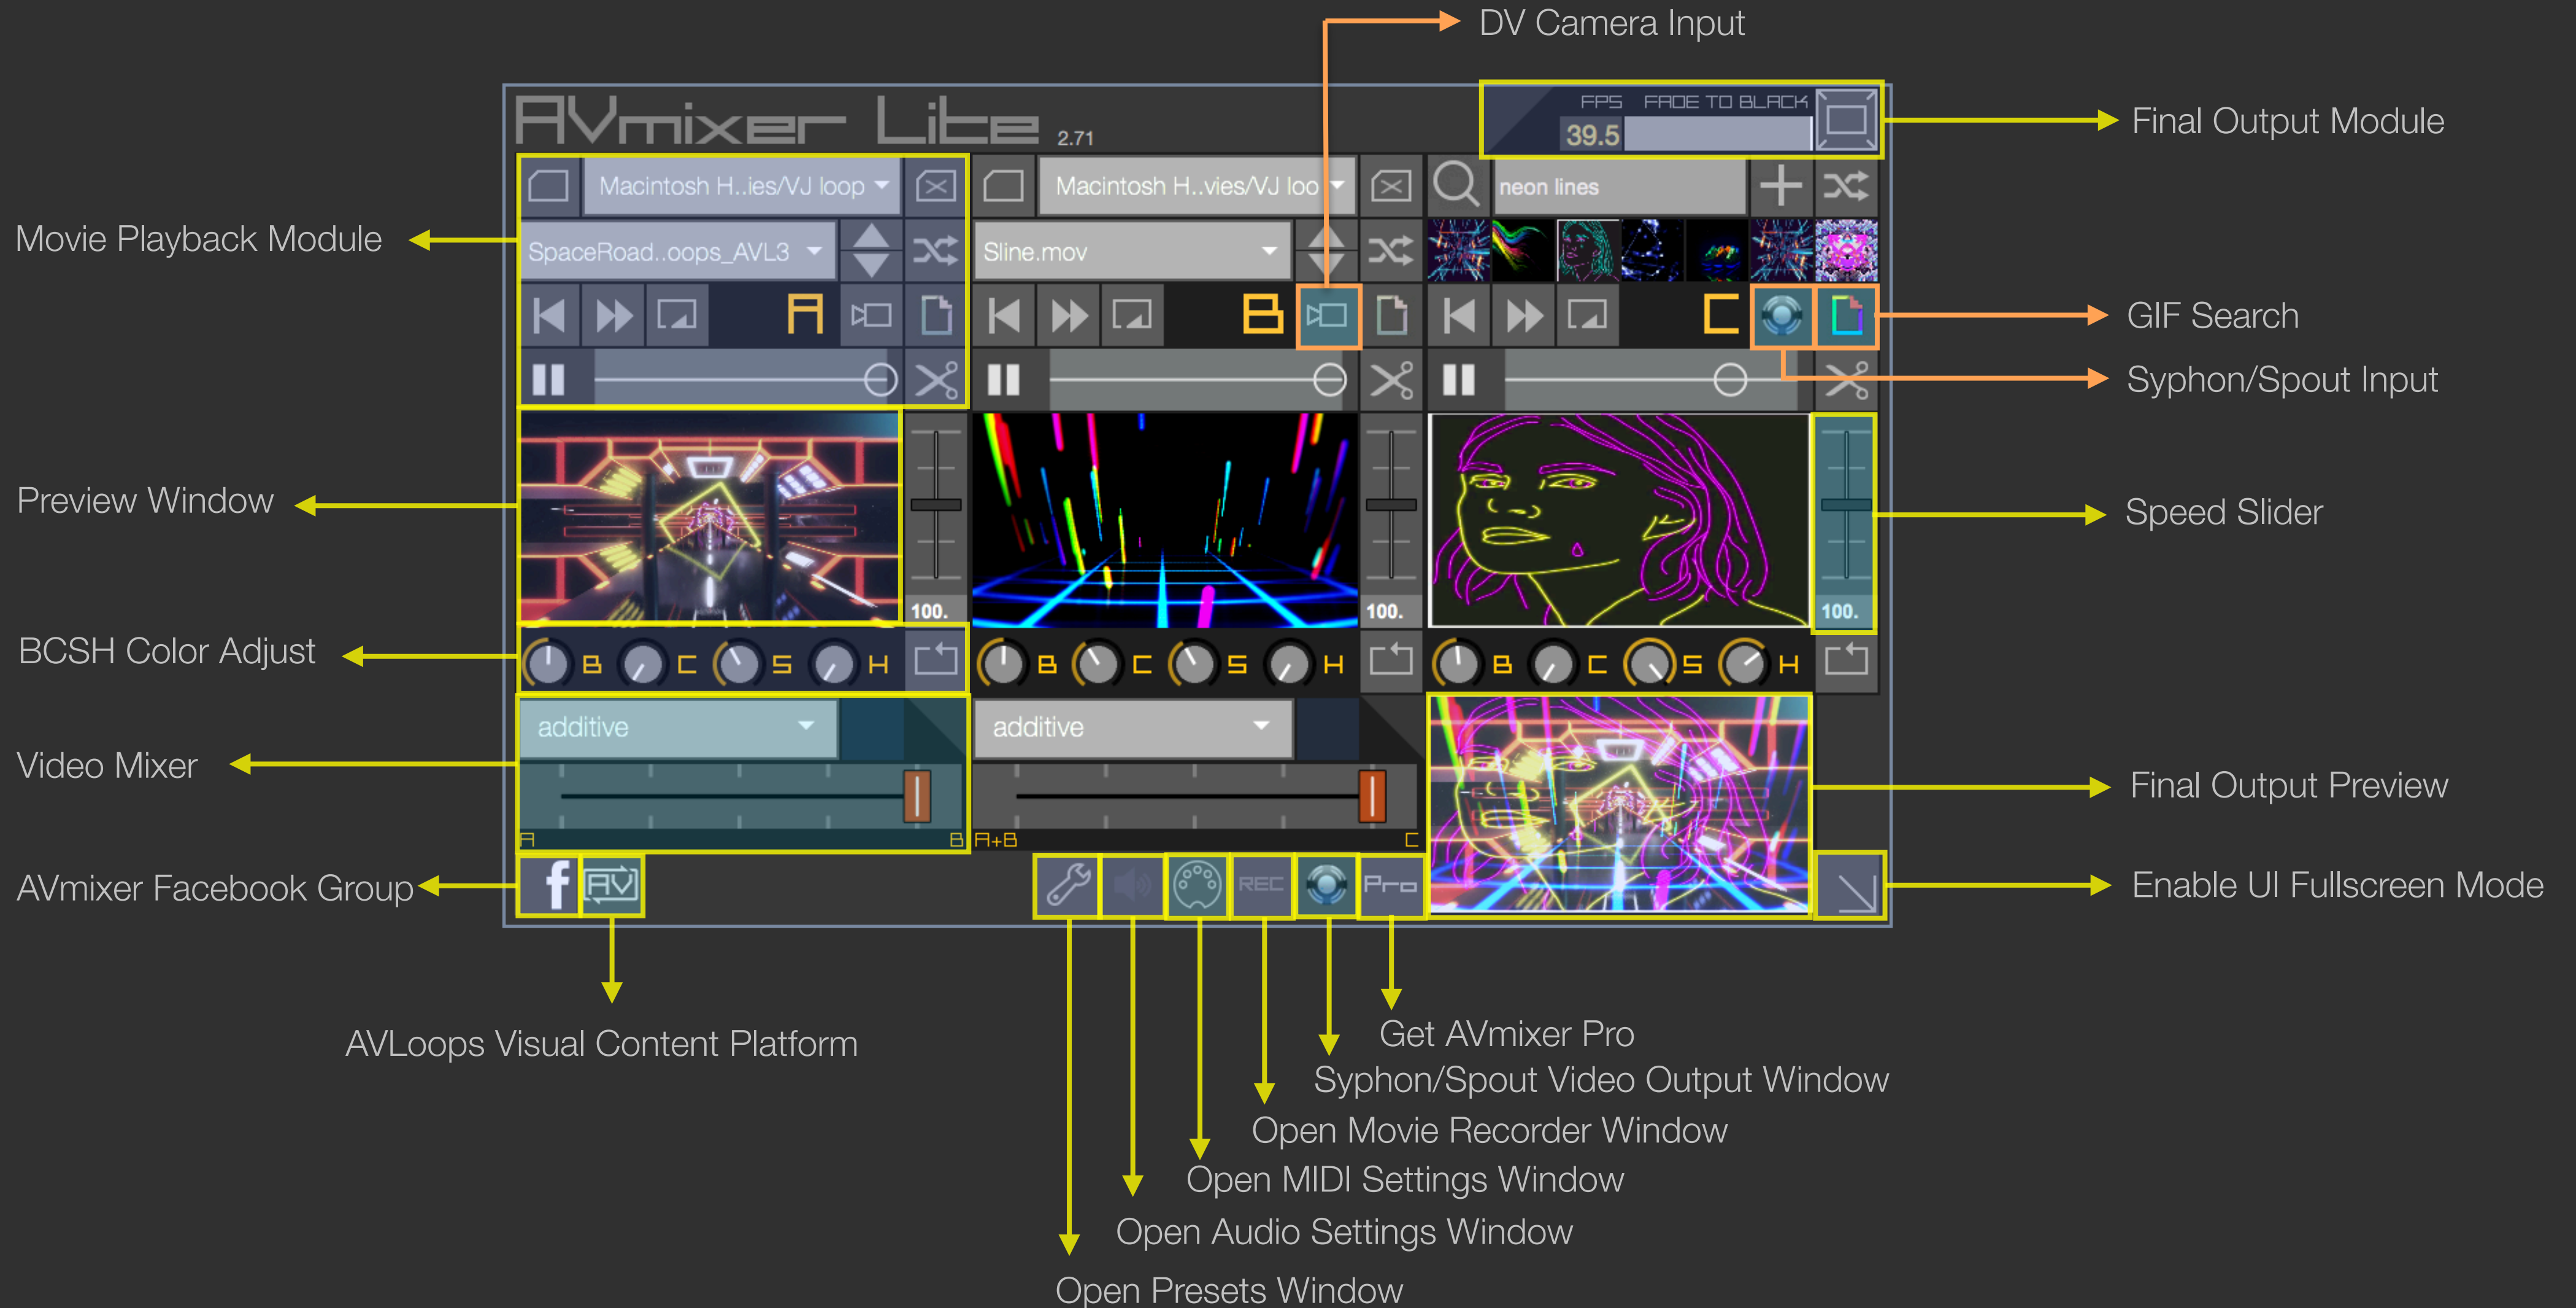 DV Camera Input
AVmixer Lite 2.71
FPS FADE TO BLACK
39.5
Final Output Module
Macintosh H..ies/VJ loop
Macintosh H..vies/VJ loo
neon lines
Movie Playback Module
SpaceRoad..oops_AVL3
Sline.mov
A
B
C
GIF Search
Syphon/Spout Input
Preview Window
Speed Slider
100.
100.
100.
BCSH Color Adjust
B C S H
B C S H
B C S H
additive
additive
Video Mixer
Final Output Preview
A B
A+B C
AVmixer Facebook Group
f
AV
REC
Pro
Enable UI Fullscreen Mode
AVLoops Visual Content Platform
Get AVmixer Pro
Syphon/Spout Video Output Window
Open Movie Recorder Window
Open MIDI Settings Window
Open Audio Settings Window
Open Presets Window